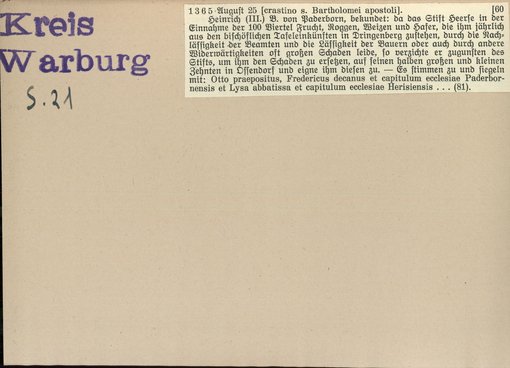 Kreis
Warburg
S. 21
1365 August 25 [crastino s. Bartholomei apostoli]. [60
Heinrich (III.) B. von Paderborn, bekundet: da das Stift Heerse in der
Einnahme der 100 Viertel Frucht, Roggen, Weizen und Hafer, die ihm jährlich
aus den bischöflichen Tafeleinkünften in Dringenberg zustehen, durch die Nach-
lässigkeit der Beamten und die Lässigkeit der Bauern oder auch durch andere
Widerwärtigkeiten oft großen Schaden leide, so verzichte er zugunsten des
Stifts, um ihm den Schaden zu ersetzen, auf seinen halben großen und kleinen
Zehnten in Ossendorf und eigne ihm diesen zu. — Es stimmen zu und siegeln
mit: Otto praepositus, Fredericus decanus et capitulum ecclesiae Paderbor-
nensis et Lysa abbatissa et capitulum ecclesiae Herisiensis . . . (81).